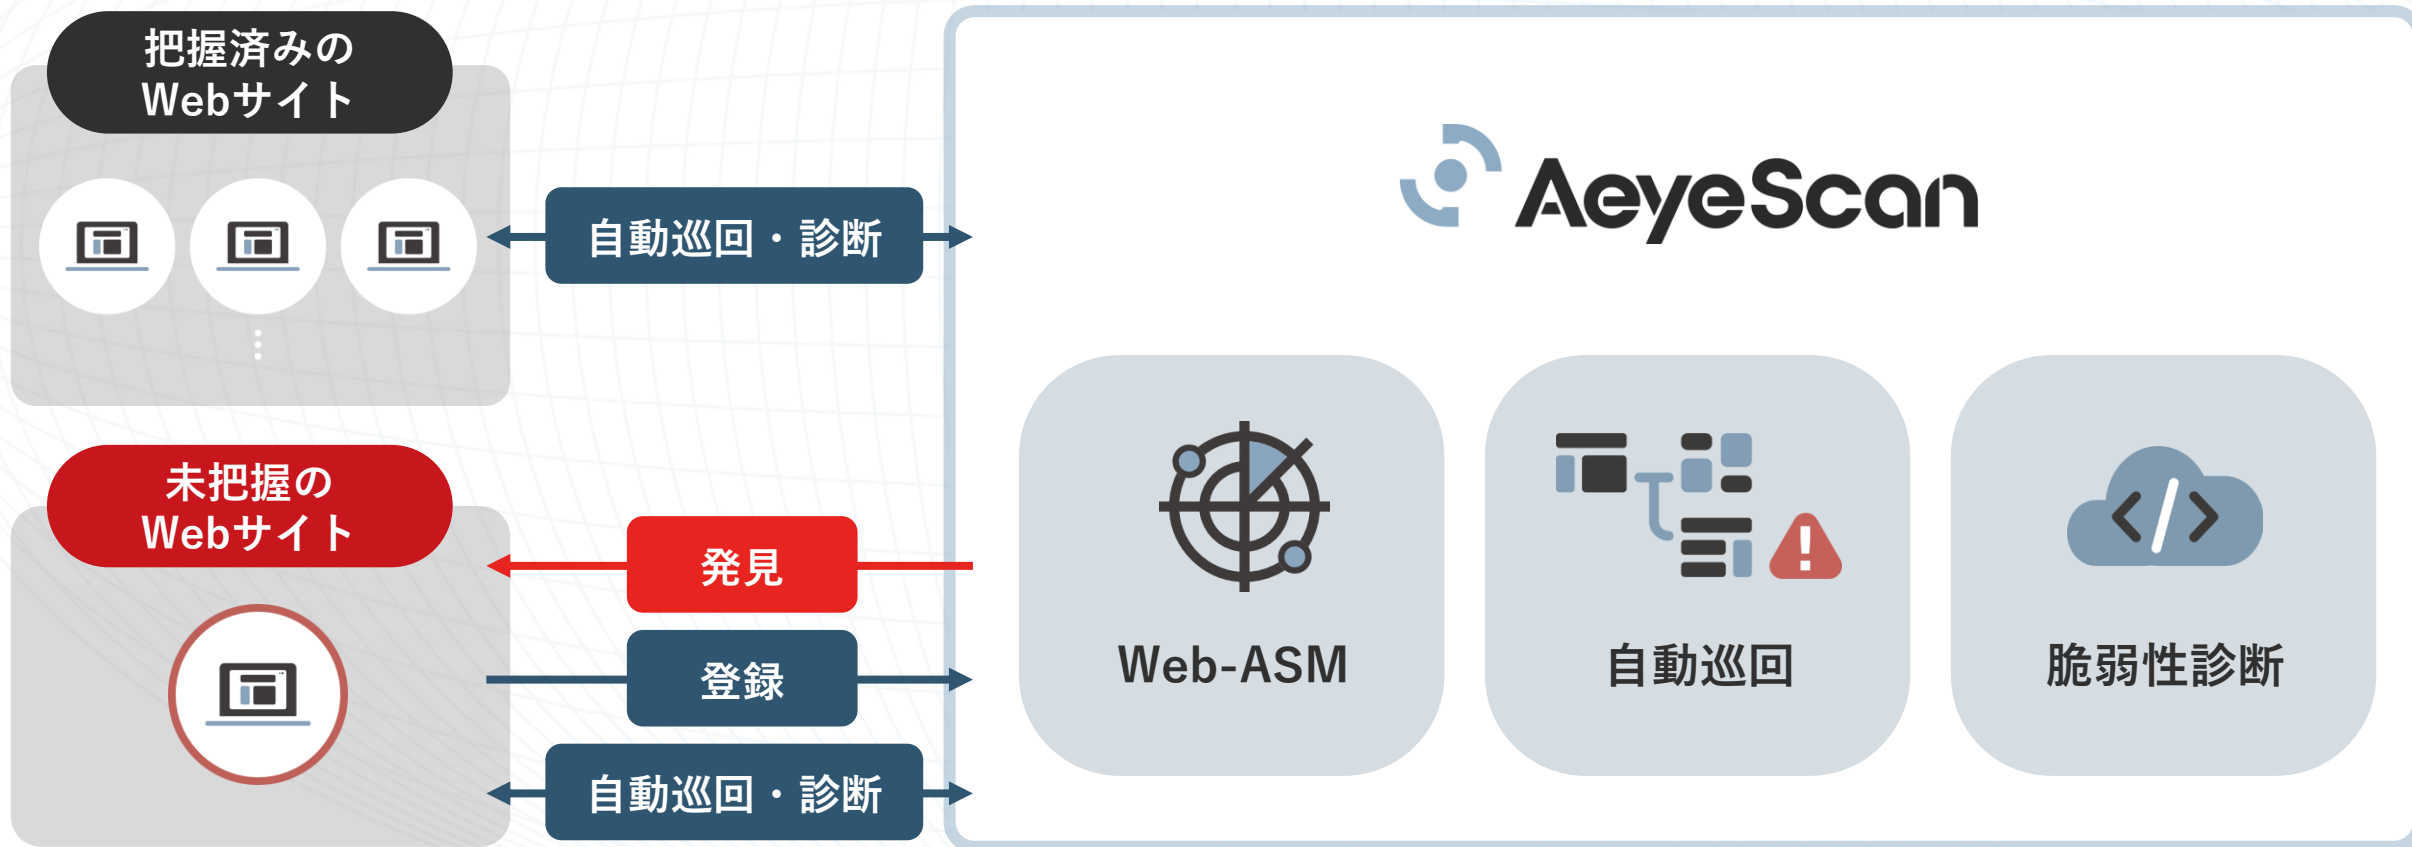 把握済みの
Webサイト
自動巡回・診断
未把握の
Webサイト
発見
登録
自動巡回・診断
AeyeScan
Web-ASM
自動巡回
脆弱性診断